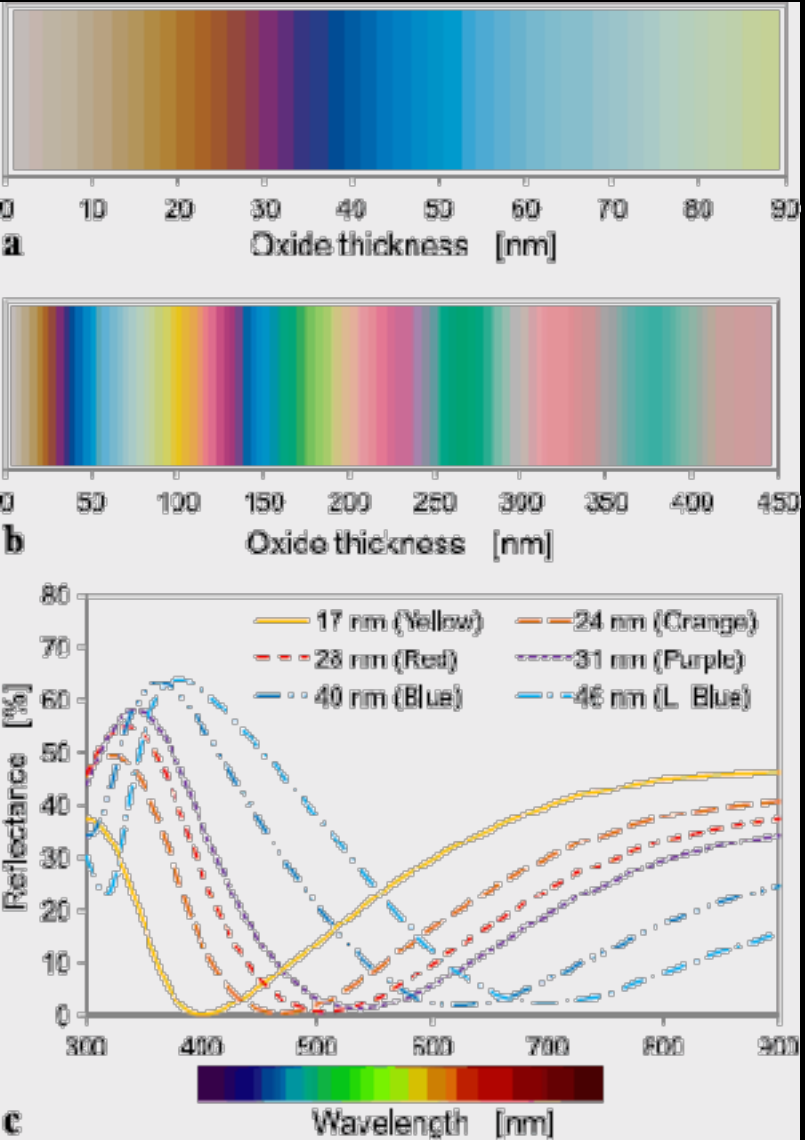 0 10 20 30 40 50 60 70 80 90
a Oxide thickness [nm]
0 50 100 150 200 250 300 350 400 450
b Oxide thickness [nm]
80
70
60
50
40
30
20
10
0
Reflectance [%]
17 nm (Yellow) 24 nm (Orange)
28 nm (Red) 31 nm (Purple)
40 nm (Blue) 46 nm (L. Blue)
300 400 500 600 700 800 900
c Wavelength [nm]